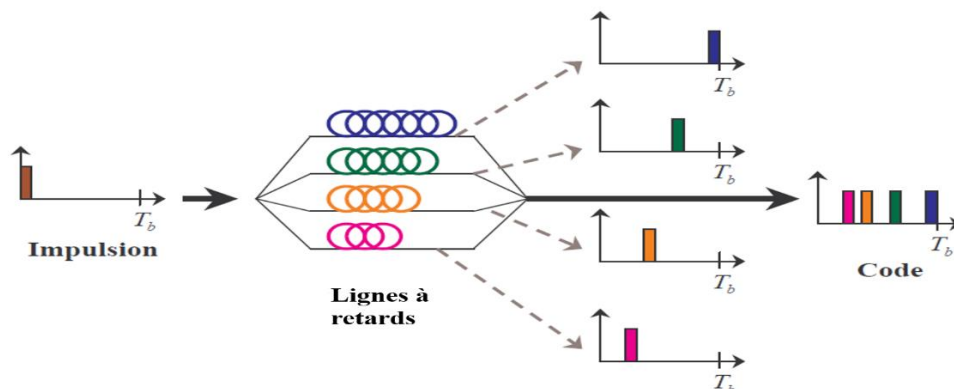 T_b
T_b
T_b
T_b
Impulsion
T_b
Code
Lignes à
retards
T_b